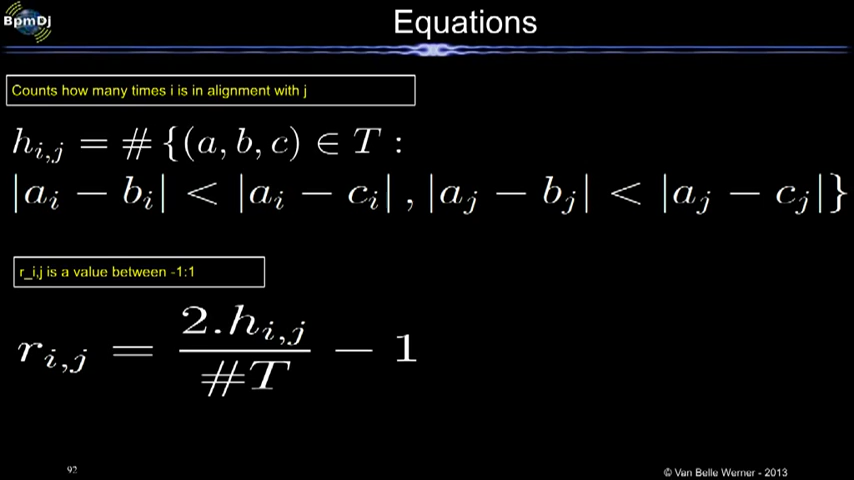 BpmDj
Equations
Counts how many times i is in alignment with j
h_{i,j} = # {(a, b, c) ∈ T :
|a_i − b_i| < |a_i − c_i| , |a_j − b_j| < |a_j − c_j|}
r_i,j is a value between -1:1
r_{i,j} = \frac{2.h_{i,j}}{#T} − 1
92
© Van Belle Werner - 2013